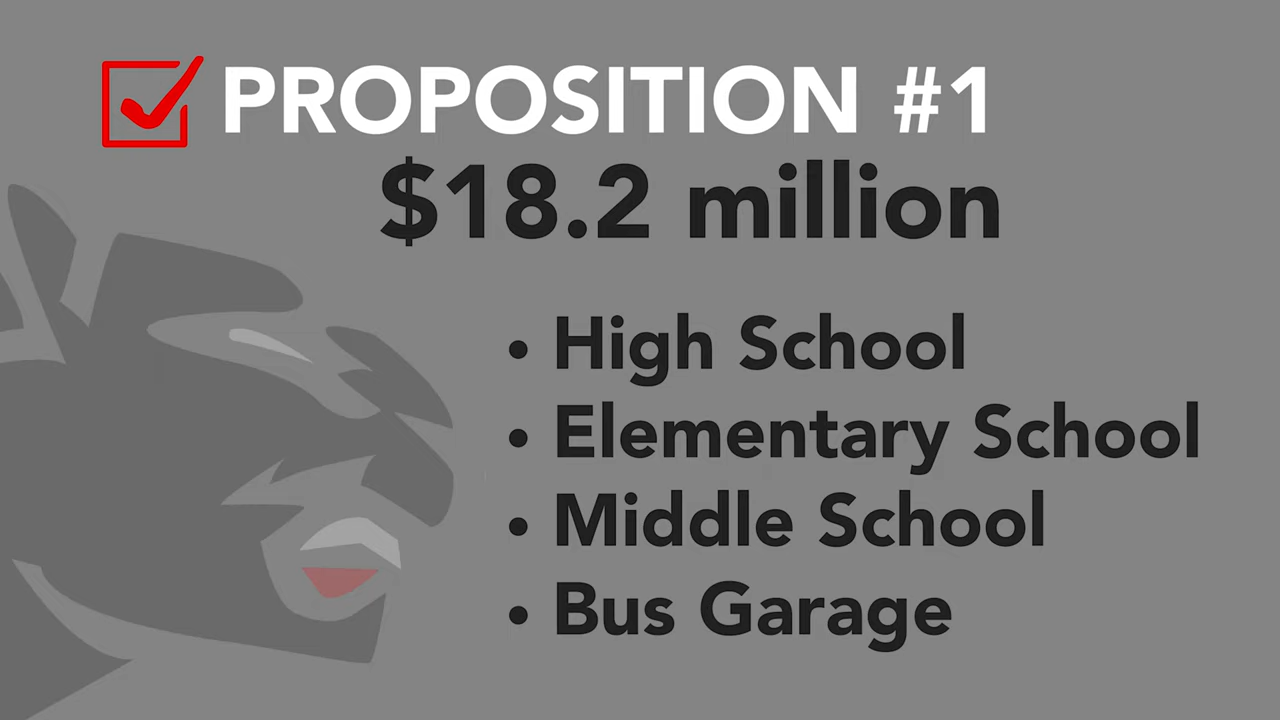 PROPOSITION #1
$18.2 million
• High School
• Elementary School
• Middle School
• Bus Garage